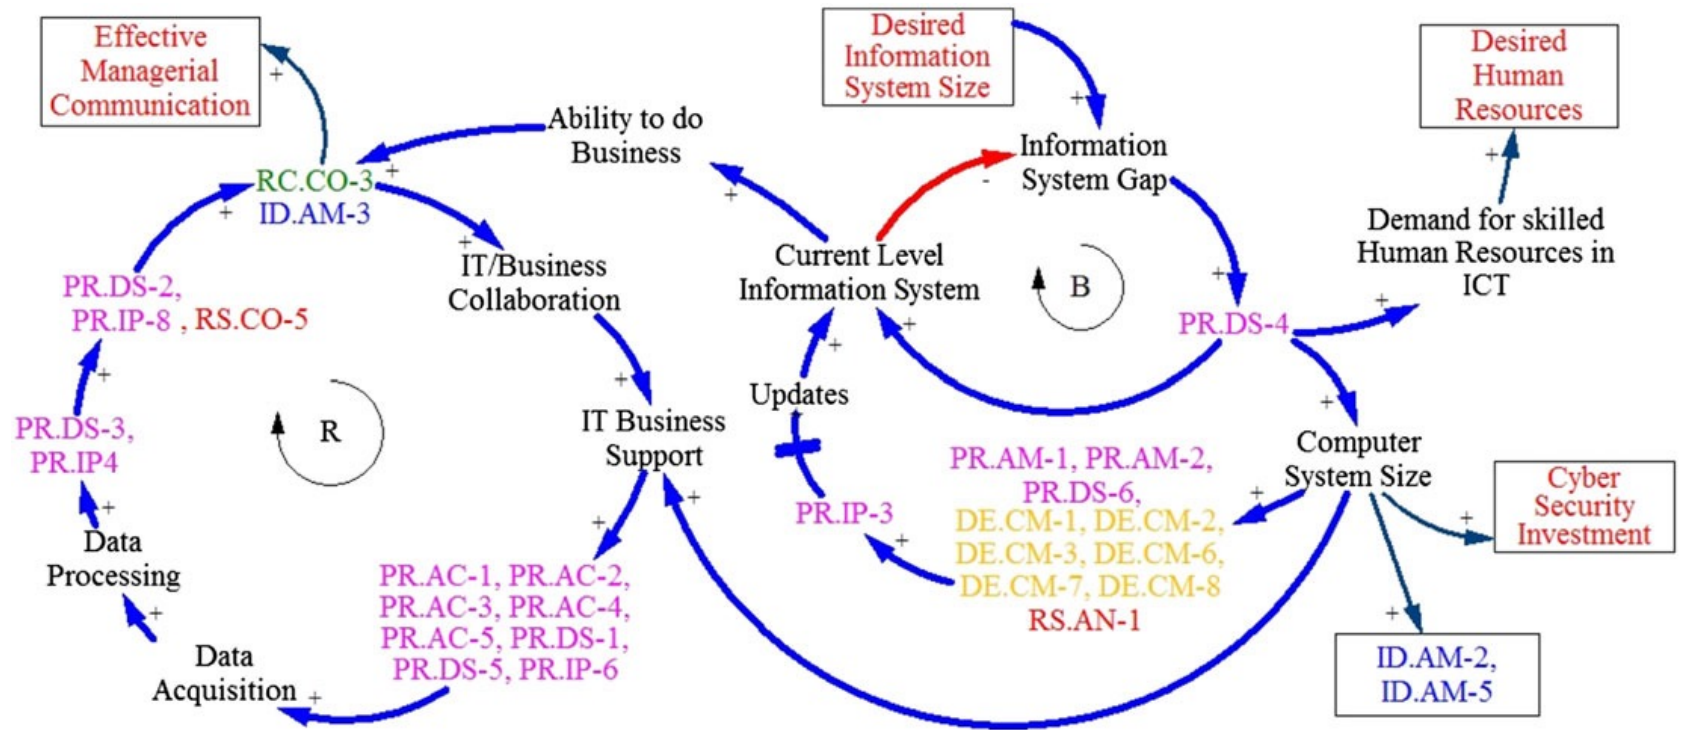 Effective
Managerial
Communication
+
Desired
Information
System Size
+
Desired
Human
Resources
+
Ability to do
Business
+
Information
System Gap
-
RC.CO-3
ID.AM-3
+
+
+
Demand for skilled
Human Resources in
ICT
+
IT/Business
Collaboration
+
Current Level
Information System
+
+
B
PR.DS-4
+
PR.DS-2,
PR.IP-8 , RS.CO-5
+
Updates
+
R
PR.DS-3,
PR.IP4
+
IT Business
Support
+
+
Computer
System Size
+
+
+
PR.AM-1, PR.AM-2,
PR.DS-6,
DE.CM-1, DE.CM-2,
DE.CM-3, DE.CM-6,
DE.CM-7, DE.CM-8
RS.AN-1
PR.IP-3
+
Cyber
Security
Investment
Data
Processing
+
PR.AC-1, PR.AC-2,
PR.AC-3, PR.AC-4,
PR.AC-5, PR.DS-1,
PR.DS-5, PR.IP-6
Data
Acquisition
+
ID.AM-2,
ID.AM-5